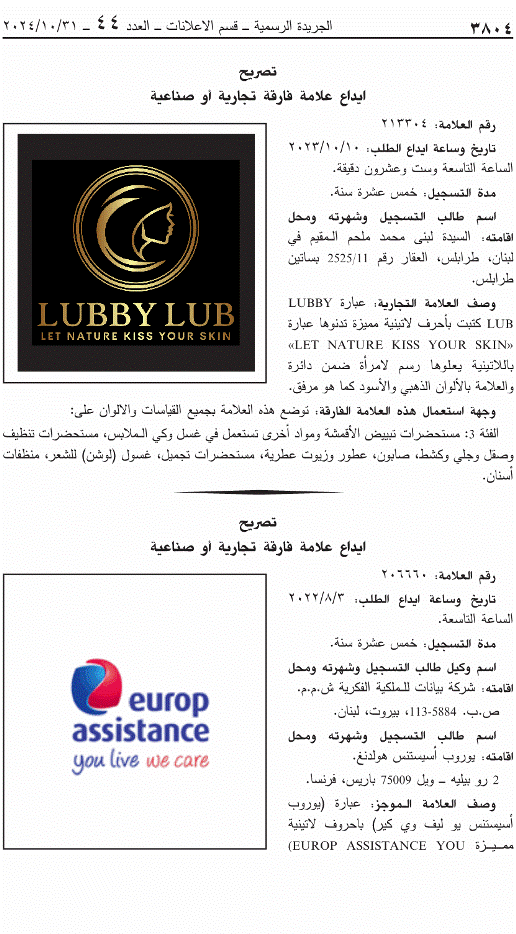 ٣٨٠٤
الجريدة الرسمية ــ قسم الاعلانات ــ العدد ٤٤ ــ ٢٠٢٤/١٠/٣١
تصريح
ايداع علامة فارقة تجارية أو صناعية
رقم العلامة: ٢١٣٣٠٤
تاريخ وساعة ايداع الطلب: ٢٠٢٣/١٠/١٠
الساعة التاسعة وست وعشرون دقيقة.
مدة التسجيل: خمس عشرة سنة.
اسم طالب التسجيل وشهرته ومحل
اقامته: السيدة لبنى محمد ملحم المقيم في
لبنان، طرابلس، العقار رقم 2525/11 بساتين
طرابلس.
وصف العلامة التجارية: عبارة LUBBY
LUB كتبت بأحرف لاتينية مميزة تدنوها عبارة
«LET NATURE KISS YOUR SKIN»
باللاتينية يعلوها رسم لامرأة ضمن دائرة
والعلامة بالألوان الذهبي والأسود كما هو مرفق.
LUBBY LUB
LET NATURE KISS YOUR SKIN
وجهة استعمال هذه العلامة الفارقة: توضع هذه العلامة بجميع القياسات والالوان على:
الفئة 3: مستحضرات تبييض الأقمشة ومواد أخرى تستعمل في غسل وكي الملابس، مستحضرات تنظيف
وصقل وجلي وكشط، صابون، عطور وزيوت عطرية، مستحضرات تجميل، غسول (لوشن) للشعر، منظفات
أسنان.
تصريح
ايداع علامة فارقة تجارية أو صناعية
رقم العلامة: ٢٠٦٦٦٠
تاريخ وساعة ايداع الطلب: ٢٠٢٢/٨/٣
الساعة التاسعة.
مدة التسجيل: خمس عشرة سنة.
اسم وكيل طالب التسجيل وشهرته ومحل
اقامته: شركة بيانات للملكية الفكرية ش.م.م.
ص.ب. 5884-113، بيروت، لبنان.
اسم طالب التسجيل وشهرته ومحل
اقامته: يوروب أسيستنس هولدنغ.
2 رو بيليه ــ ويل 75009 باريس، فرنسا.
وصف العلامة الموجز: عبارة (يوروب
أسيستنس يو ليف وي كير) باحروف لاتينية
مميزة EUROP ASSISTANCE YOU)
europ
assistance
you live we care